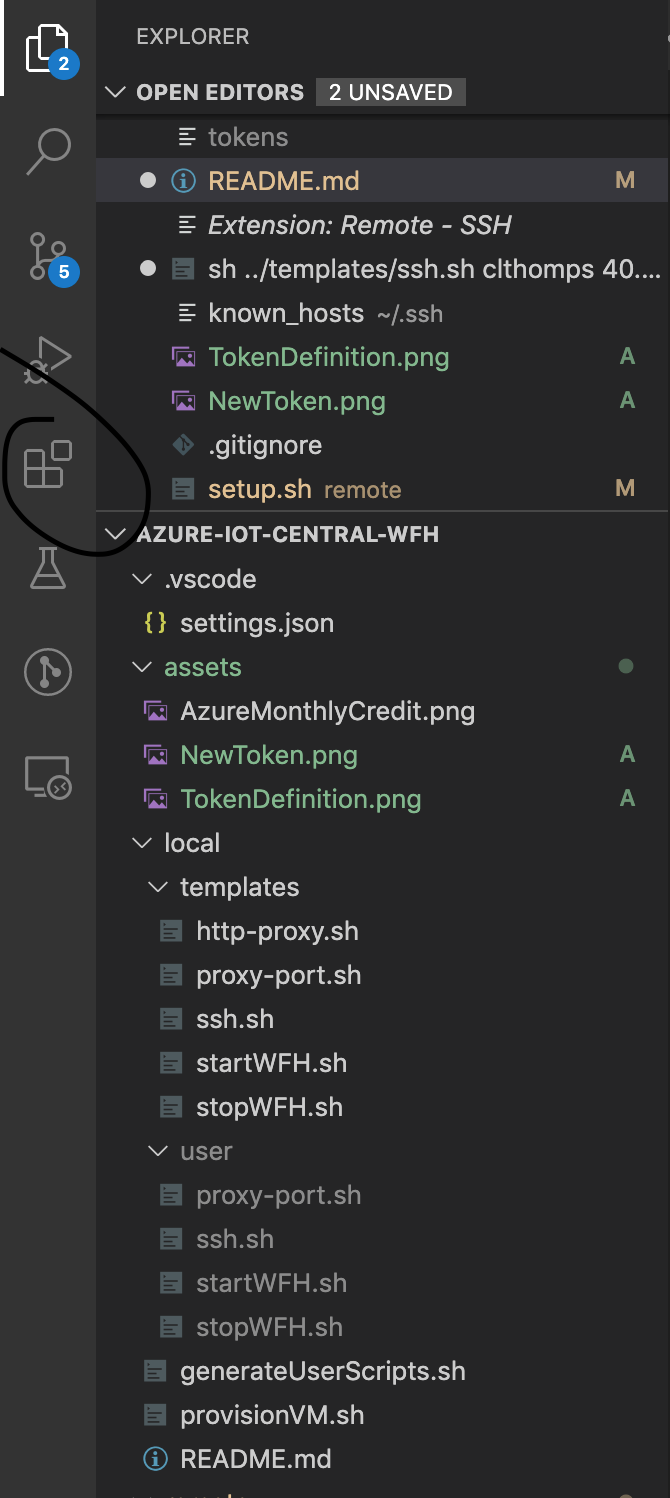 EXPLORER
OPEN EDITORS 2 UNSAVED
2
tokens
README.md M
Extension: Remote - SSH
5
sh ../templates/ssh.sh clthomps 40....
known_hosts ~/.ssh
TokenDefinition.png A
NewToken.png A
.gitignore
setup.sh remote M
AZURE-IOT-CENTRAL-WFH
.vscode
{} settings.json
assets
AzureMonthlyCredit.png
NewToken.png A
TokenDefinition.png A
local
templates
http-proxy.sh
proxy-port.sh
ssh.sh
startWFH.sh
stopWFH.sh
user
proxy-port.sh
ssh.sh
startWFH.sh
stopWFH.sh
generateUserScripts.sh
provisionVM.sh
README.md